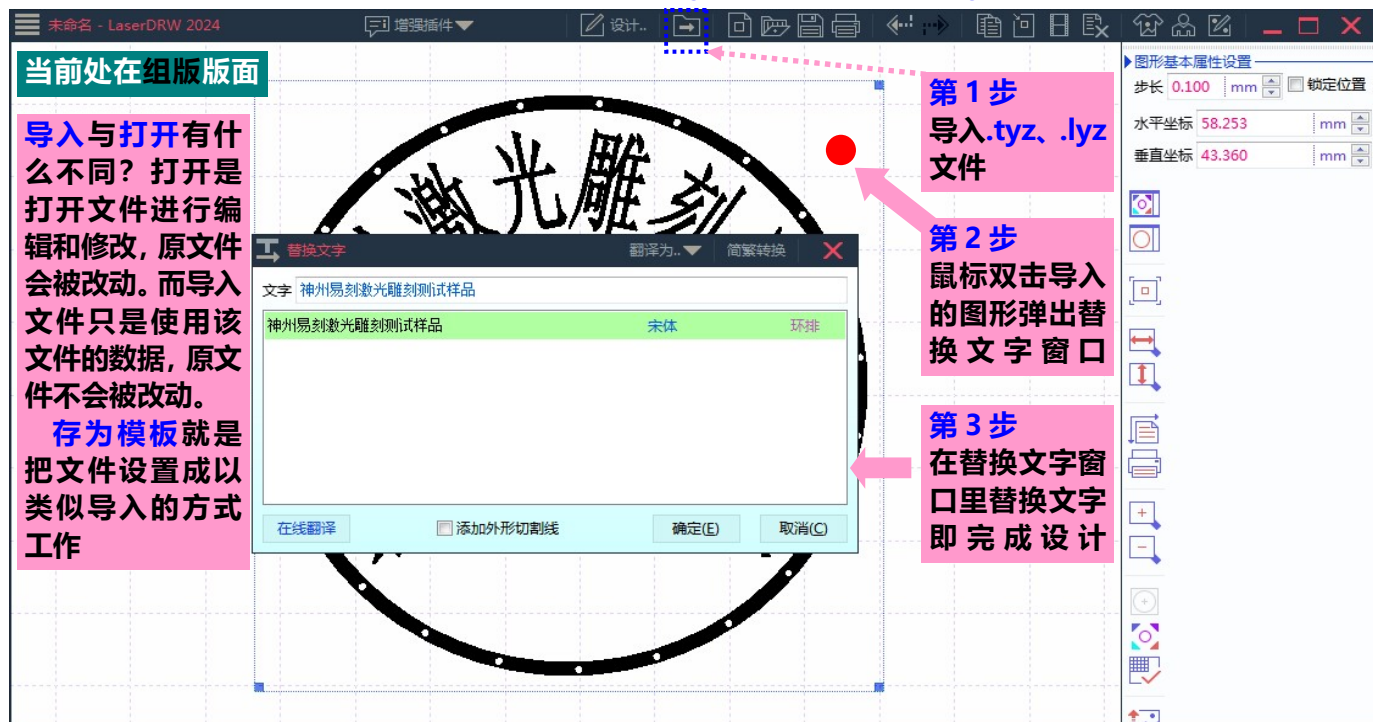 未命名 - LaserDRW 2024
增强插件
设计..
当前处在组版版面
导入与打开有什
么不同？打开是
打开文件进行编
辑和修改，原文件
会被改动。而导入
文件只是使用该
文件的数据，原文
件不会被改动。
存为模板就是
把文件设置成以
类似导入的方式
工作
激光雕刻
替换文字
翻译为..
简繁转换
文字 神州易刻激光雕刻测试样品
神州易刻激光雕刻测试样品 宋体 环排
在线翻译
添加外形切割线
确定(E)
取消(C)
第1步
导入.tyz、.lyz
文件
第2步
鼠标双击导入
的图形弹出替
换文字窗口
第3步
在替换文字窗
口里替换文字
即完成设计
图形基本属性设置
步长 0.100 mm 锁定位置
水平坐标 58.253 mm
垂直坐标 43.360 mm